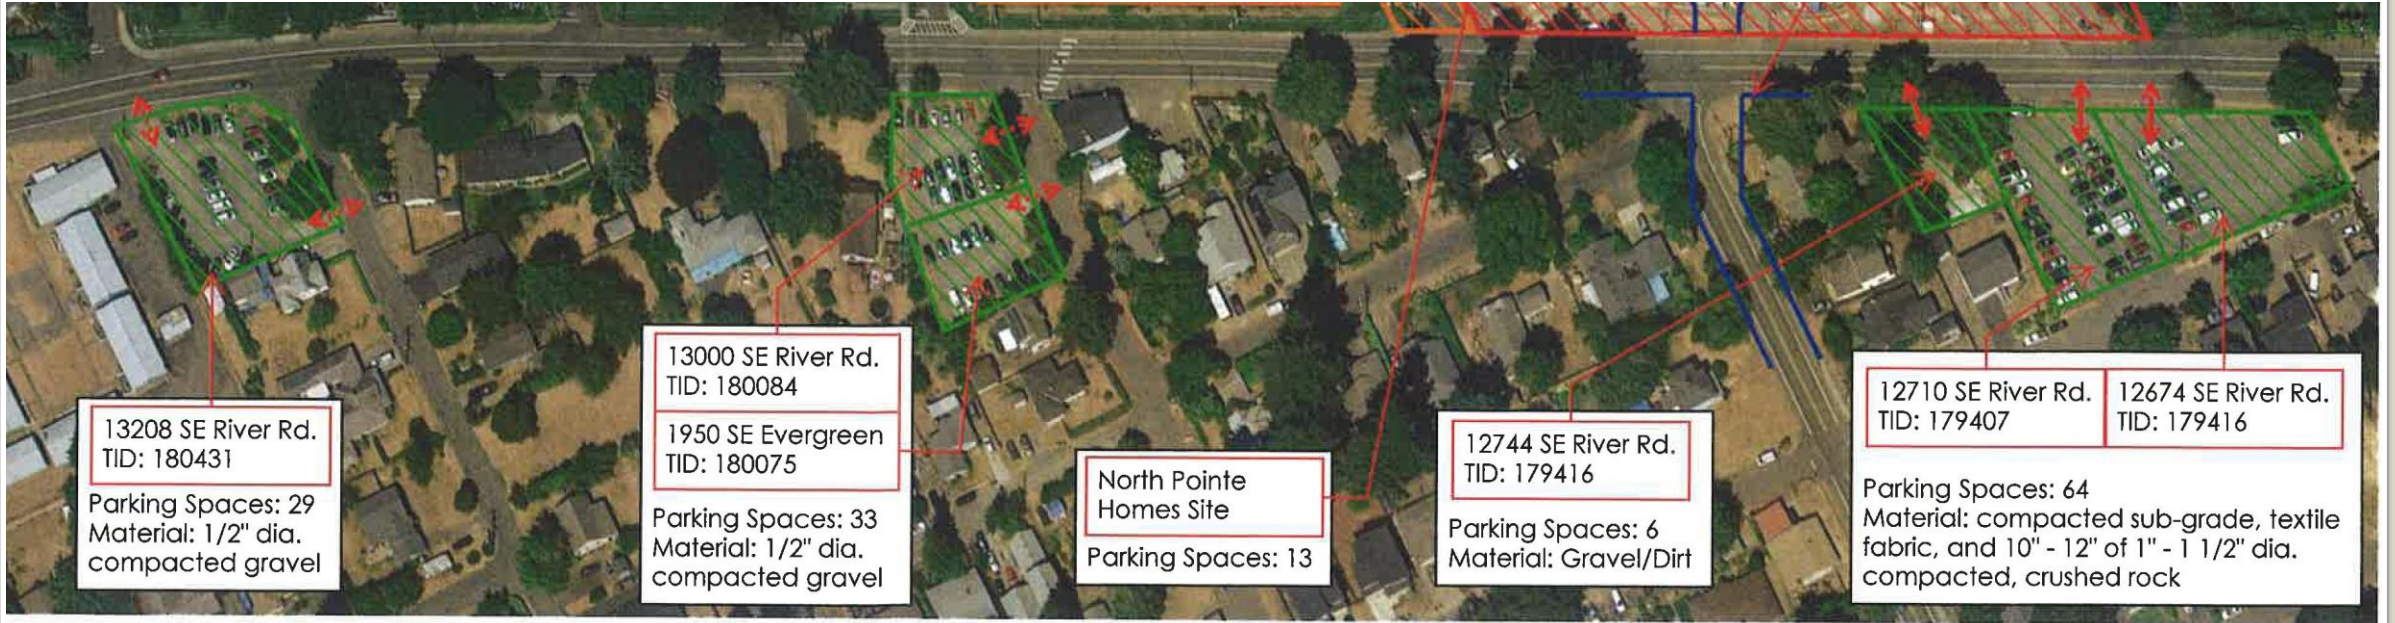 13208 SE River Rd.
TID: 180431
Parking Spaces: 29
Material: 1/2" dia.
compacted gravel
13000 SE River Rd.
TID: 180084
1950 SE Evergreen
TID: 180075
Parking Spaces: 33
Material: 1/2" dia.
compacted gravel
North Pointe
Homes Site
Parking Spaces: 13
12744 SE River Rd.
TID: 179416
Parking Spaces: 6
Material: Gravel/Dirt
12710 SE River Rd.
TID: 179407
12674 SE River Rd.
TID: 179416
Parking Spaces: 64
Material: compacted sub-grade, textile
fabric, and 10" - 12" of 1" - 1 1/2" dia.
compacted, crushed rock